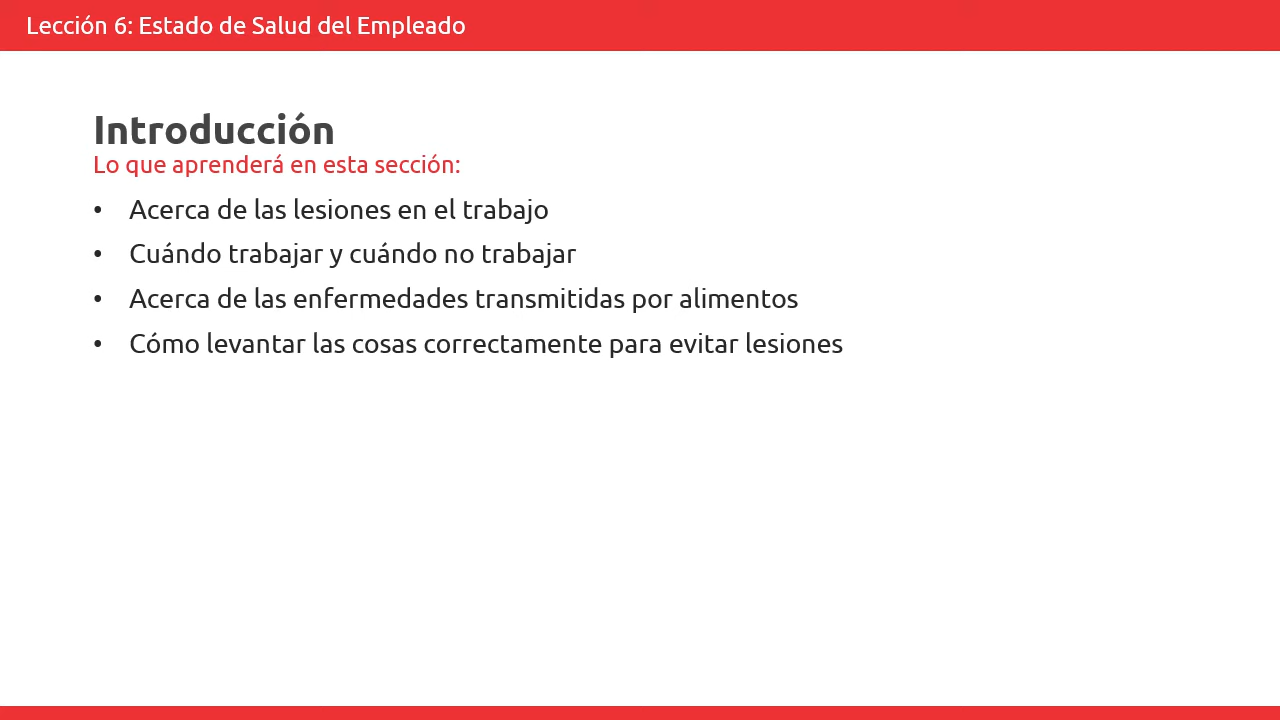 Lección 6: Estado de Salud del Empleado
Introducción
Lo que aprenderá en esta sección:
• Acerca de las lesiones en el trabajo
• Cuándo trabajar y cuándo no trabajar
• Acerca de las enfermedades transmitidas por alimentos
• Cómo levantar las cosas correctamente para evitar lesiones